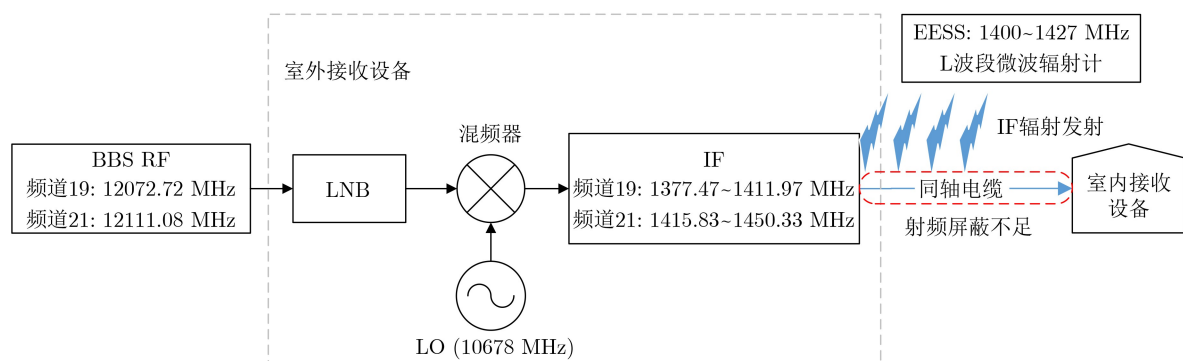 EESS: 1400~1427 MHz
L波段微波辐射计
室外接收设备
IF辐射发射
混频器
BBS RF
频道19: 12072.72 MHz
频道21: 12111.08 MHz
LNB
IF
频道19: 1377.47~1411.97 MHz
频道21: 1415.83~1450.33 MHz
同轴电缆
射频屏蔽不足
室内接收
设备
LO (10678 MHz)